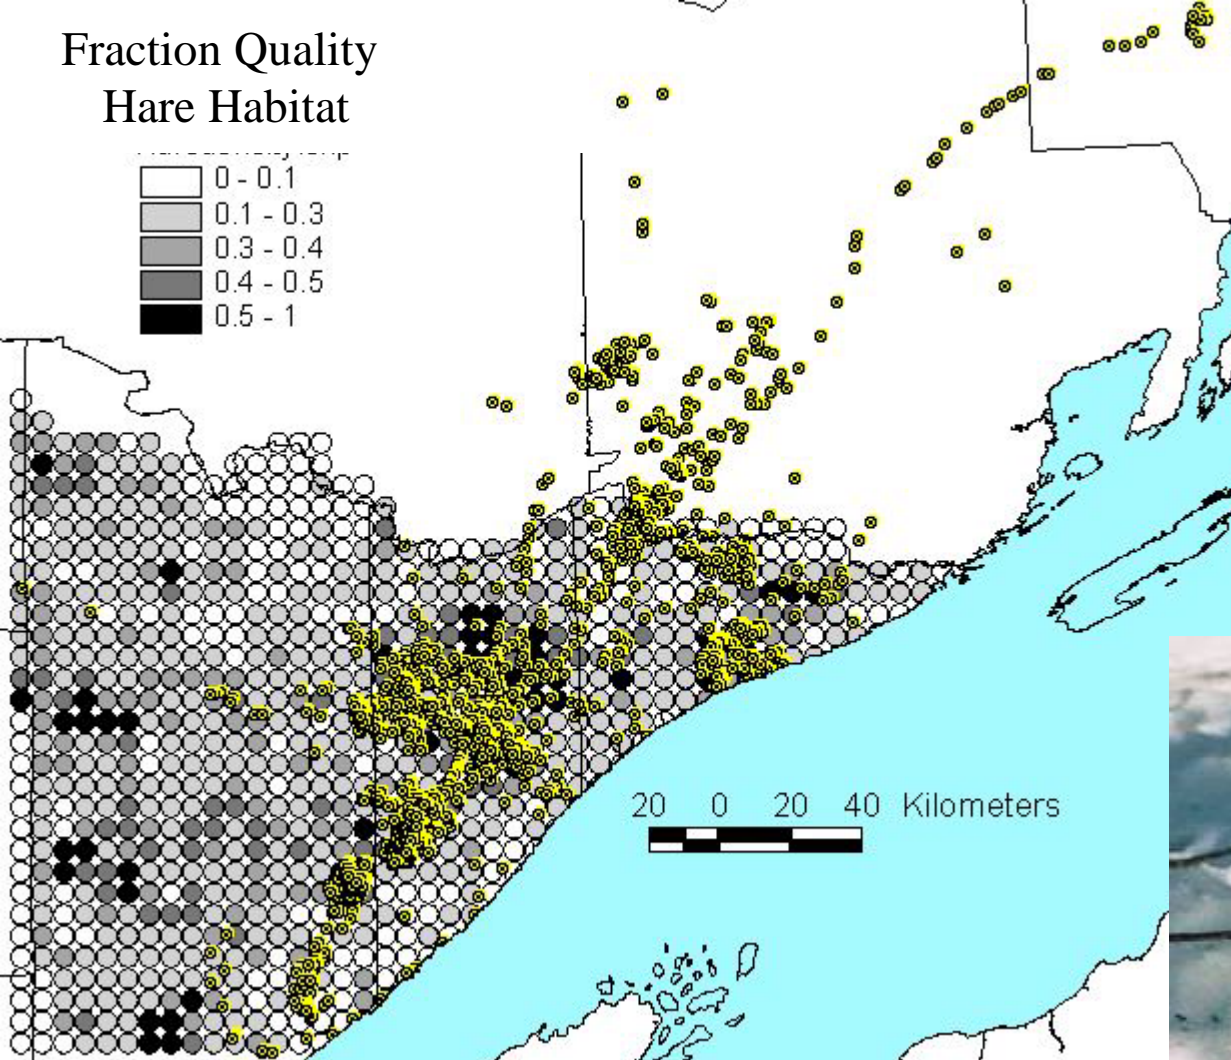 Fraction Quality
Hare Habitat
0 - 0.1
0.1 - 0.3
0.3 - 0.4
0.4 - 0.5
0.5 - 1
20 0 20 40 Kilometers